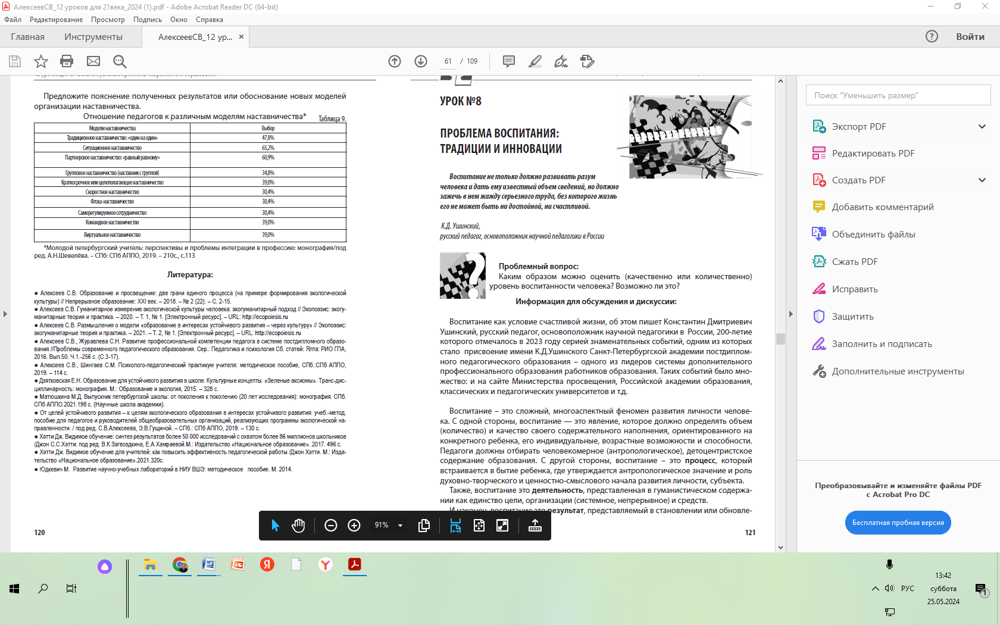 АлексеевСВ_12 уроков для 21века_2024 (1).pdf - Adobe Acrobat Reader DC (64-bit)
Файл Редактирование Просмотр Подпись Окно Справка
Главная Инструменты АлексеевСВ_12 ур... × Войти
61 / 109
Предложите пояснение полученных результатов или обоснование новых моделей
организации наставничества.
Отношение педагогов к различным моделям наставничества* Таблица 9.
Модели наставничества Выбор
Традиционное наставничество: «один на один» 47,8%
Ситуационное наставничество 65,2%
Партнерское наставничество: «равный равному» 60,9%
Групповое наставничество (наставник с группой) 34,8%
Краткосрочное или целеполагающее наставничество 39,0%
Скоростное наставничество 30,4%
Флэш-наставничество 30,4%
Саморегулируемое сотрудничество 30,4%
Командное наставничество 39,0%
Виртуальное наставничество 39,0%
*Молодой петербургский учитель: перспективы и проблемы интеграции в профессию: монография/под
ред. А.Н.Шевелёва. – СПб: СПб АППО, 2019. – 210с., с.113
Литература:
● Алексеев С.В. Образование и просвещение: две грани единого процесса (на примере формирования экологической
культуры) // Непрерывное образование: XXI век. – 2018. – № 2 (22). – С. 2-15.
● Алексеев С.В. Гуманитарное измерение экологической культуры человека: экогуманитарный подход // Экопоэзис: экогу-
манитарные теория и практика. – 2020. – Т. 1, № 1. [Электронный ресурс]. – URL: http://ecopoiesis.ru
● Алексеев С.В. Размышления о модели «образование в интересах устойчивого развития – через культуру» // Экопоэзис:
экогуманитарные теория и практика. – 2021. – Т. 2, № 1. [Электронный ресурс]. – URL: http://ecopoiesis.ru
● Алексеев С.В., Журавлева С.Н. Развитие профессиональной компетенции педагога в системе постдипломного образо-
вания //Проблемы современного педагогического образования. Сер.: Педагогика и психология Сб. статей: Ялта: РИО ГПА,
2016. Вып.50. Ч.1.-256 с. (С.3-17).
● Алексеев С.В., Шингаев С.М. Психолого-педагогический практикум учителя: методическое пособие, СПб.:СПб АППО,
2019. – 114 с.
● Дзятковская Е.Н. Образование для устойчивого развития в школе. Культурные концепты. «Зеленые аксиомы». Транс-дис-
циплинарность: монография. М.: Образование и экология, 2015. – 328 с.
● Матюшкина М.Д. Выпускник петербургской школы: от поколения к поколению (20 лет исследования): монография. СПб.
СПб АППО.2021.198 с. (Научные школа академии).
● От целей устойчивого развития – к целям экологического образования в интересах устойчивого развития: учеб.-метод.
пособие для педагогов и руководителей общеобразовательных организаций, реализующих программы экологической на-
правленности. / под ред. С.В.Алексеева, Э.В.Гущиной. – СПб.: СПб АППО, 2019. – 130 с.
● Хэтти Дж. Видимое обучение: синтез результатов более 50 000 исследований с охватом более 86 миллионов школьников
/Джон С.С.Хэтти: под ред. В.К.Загвоздкина, Е.А.Хамраевой.М.: Издательство «Национальное образование». 2017. 496 с.
● Хэтти Дж. Видимое обучение для учителей: как повысить эффективность педагогической работы /Джон Хэтти. М.: Изда-
тельство «Национальное образование».2021.320с.
● Юдкевич М. Развитие научно-учебных лабораторий в НИУ ВШЭ: методическое пособие. М. 2014.
120
УРОК №8
ПРОБЛЕМА ВОСПИТАНИЯ:
ТРАДИЦИИ И ИННОВАЦИИ
Воспитание не только должно развивать разум
человека и дать ему известный объем сведений, но должно
зажечь в нем жажду серьезного труда, без которого жизнь
его не может быть ни достойной, ни счастливой.
К.Д. Ушинский,
русский педагог, основоположник научной педагогики в России
Проблемный вопрос:
Каким образом можно оценить (качественно или количественно)
уровень воспитанности человека? Возможно ли это?
Информация для обсуждения и дискуссии:
Воспитание как условие счастливой жизни, об этом пишет Константин Дмитриевич
Ушинский, русский педагог, основоположник научной педагогики в России, 200-летие
которого отмечалось в 2023 году серией знаменательных событий, одним из которых
стало присвоение имени К.Д.Ушинского Санкт-Петербургской академии постдиплом-
ного педагогического образования – одного из лидеров системы дополнительного
профессионального образования работников образования. Таких событий было мно-
жество: и на сайте Министерства просвещения, Российской академии образования,
классических и педагогических университетов и т.д.
Воспитание – это сложный, многоаспектный феномен развития личности челове-
ка. С одной стороны, воспитание — это явление, которое должно определять объем
(количество) и качество своего содержательного наполнения, ориентированного на
конкретного ребенка, его индивидуальные, возрастные возможности и способности.
Педагоги должны отбирать человекомерное (антропологическое), детоцентристское
содержание образования. С другой стороны, воспитание – это процесс, который
встраивается в бытие ребенка, где утверждается антропологическое значение и роль
духовно-творческого и ценностно-смыслового начала развития личности, субъекта.
Также, воспитание это деятельность, представленная в гуманистическом содержа-
нии как единство цели, организации (системное, непрерывное) и средств.
И наконец, воспитание это результат, представляемый в становлении или обновле-
121
91%
Поиск "Уменьшить размер"
Экспорт PDF
Редактировать PDF
Создать PDF
Добавить комментарий
Объединить файлы
Сжать PDF
Исправить
Защитить
Заполнить и подписать
Дополнительные инструменты
Преобразовывайте и изменяйте файлы PDF
с Acrobat Pro DC
Бесплатная пробная версия
13:42
РУС суббота
25.05.2024
1